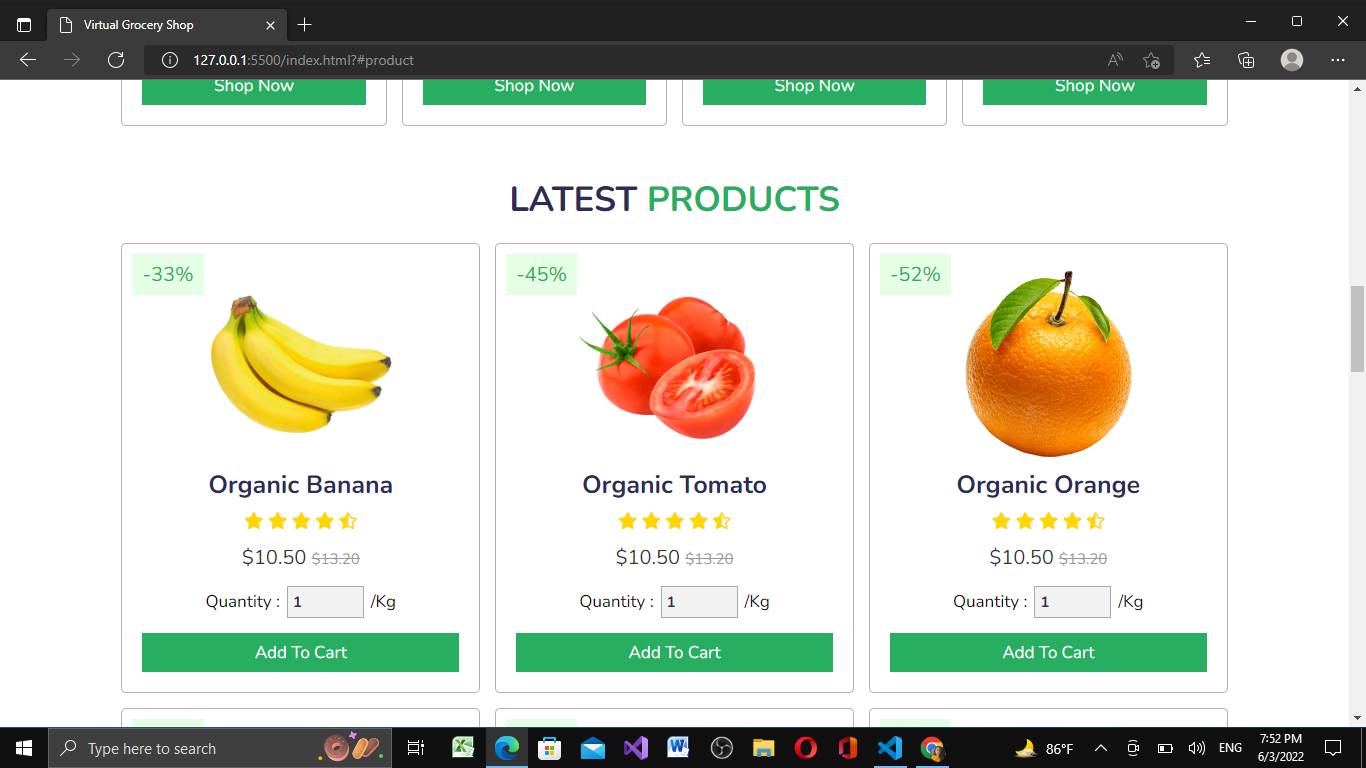 Virtual Grocery Shop
127.0.0.1:5500/index.html?#product
Shop Now Shop Now Shop Now Shop Now
LATEST PRODUCTS
-33% -45% -52%
Organic Banana Organic Tomato Organic Orange
$10.50 $13.20 $10.50 $13.20 $10.50 $13.20
Quantity : 1 /Kg Quantity : 1 /Kg Quantity : 1 /Kg
Add To Cart Add To Cart Add To Cart
Type here to search 86°F ENG 7:52 PM
6/3/2022